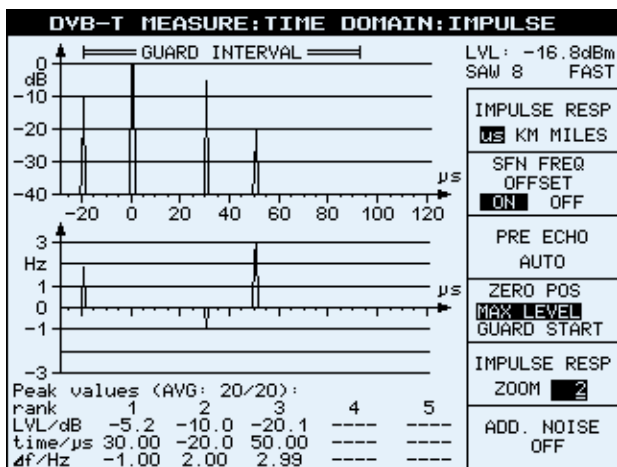 DVB-T MEASURE:TIME DOMAIN:IMPULSE
GUARD INTERVAL
LVL: -16.8dBm
SAW 8 FAST
0
dB
-10
-20
-30
-40
µs
-20 0 20 40 60 80 100 120
3
Hz
1
0
-1
-3
µs
IMPULSE RESP
us KM MILES
SFN FREQ
OFFSET
ON OFF
PRE ECHO
AUTO
ZERO POS
MAX LEVEL
GUARD START
IMPULSE RESP
ZOOM 2
ADD. NOISE
OFF
Peak values (AVG: 20/20):
rank 1 2 3 4 5
LVL/dB -5.2 -10.0 -20.1 ---- ----
time/µs 30.00 -20.0 50.00 ---- ----
Δf/Hz -1.00 2.00 2.99 ---- ----